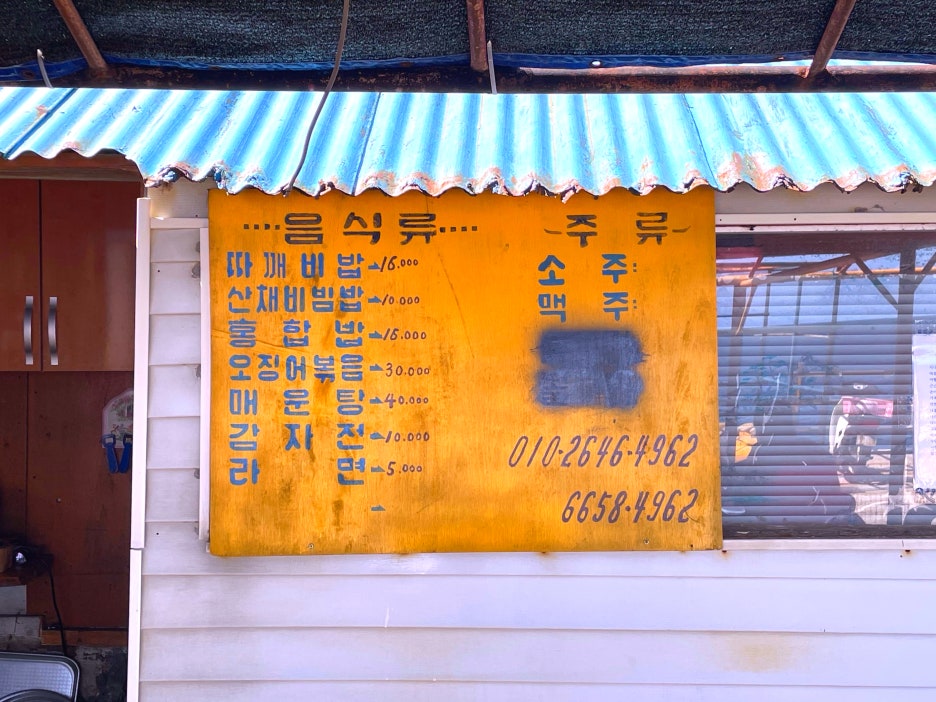 ····음식류····
따깨비밥 - 16.000
산채비빔밥 - 10.000
홍합밥 - 16.000
오징어볶음 - 30.000
매운탕 - 40.000
감자전 - 10.000
라면 - 5.000
-주류-
소주:
맥주:
010-2646-4962
6658-4962